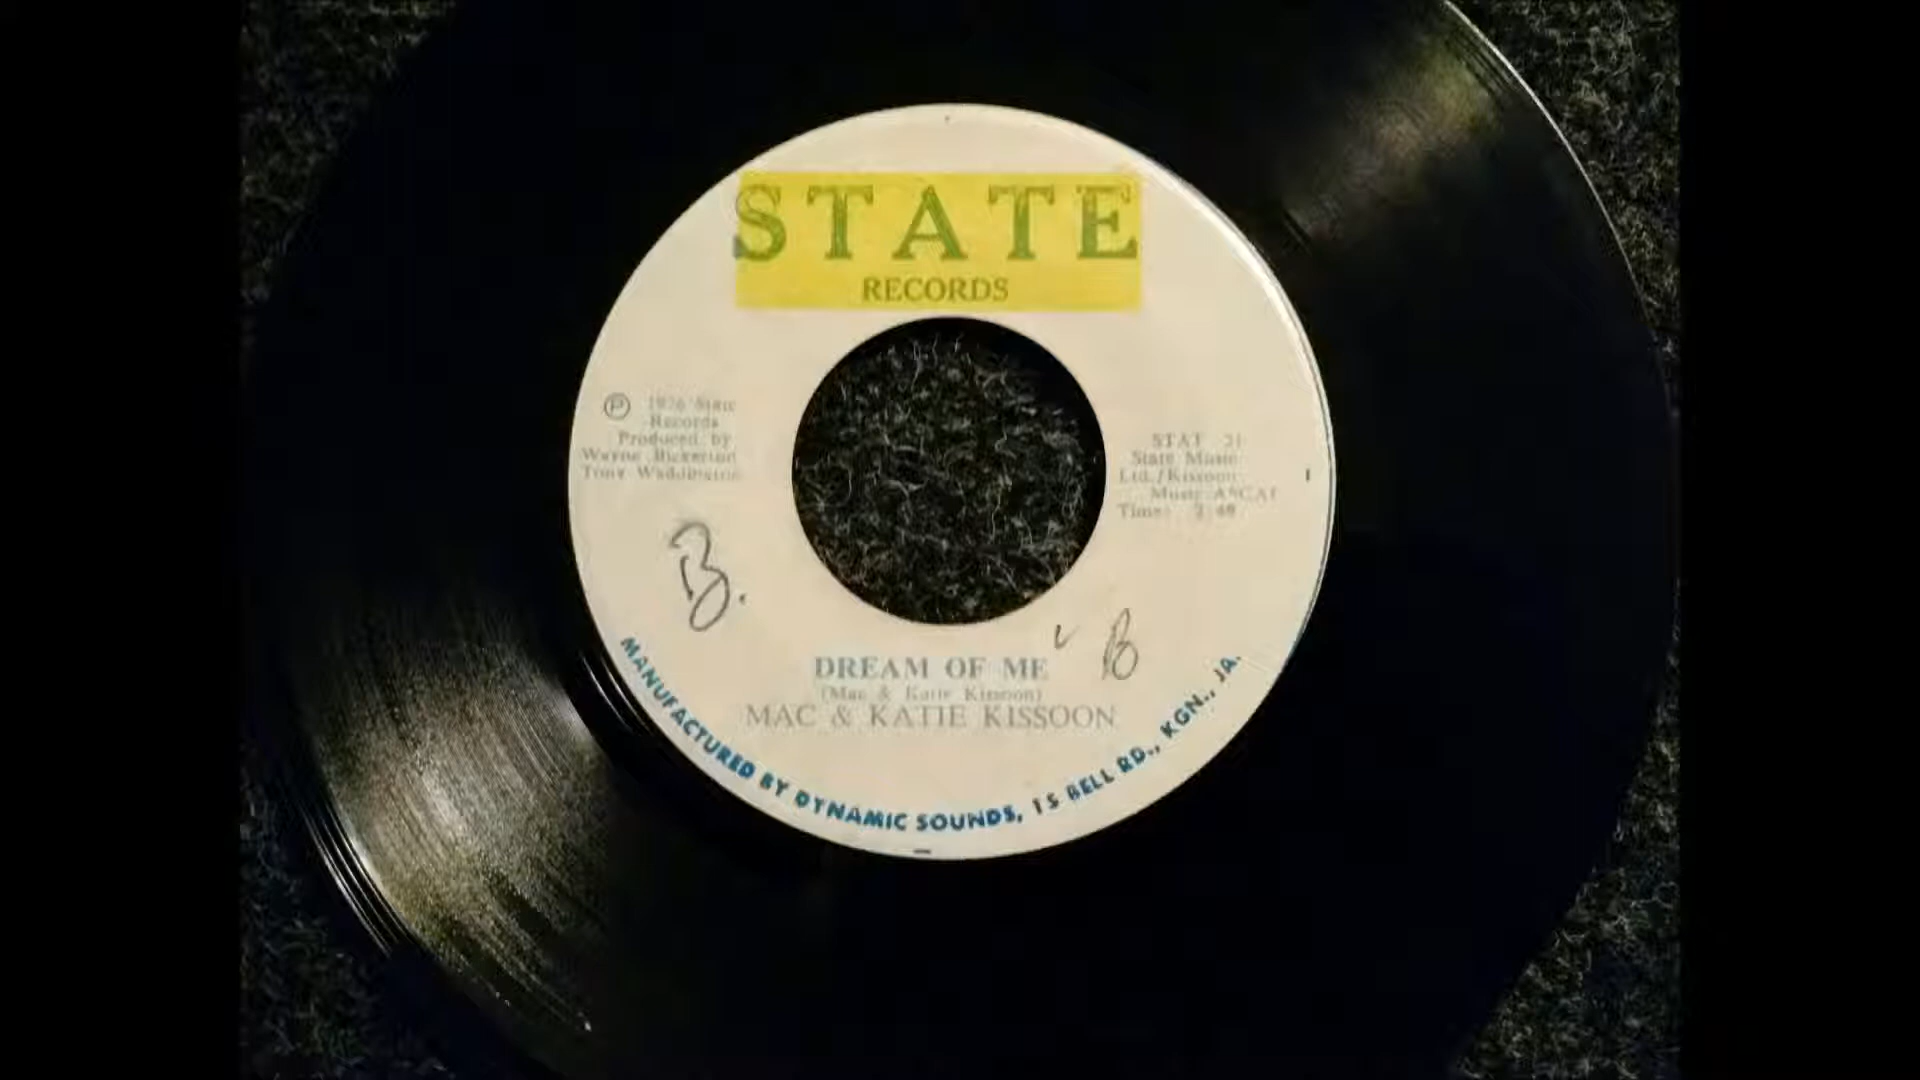 STATE
RECORDS
℗ 1976 State
Records
Produced by
Wayne Bickerton
Tony Waddington
STAT 21
State Music
Ltd./Kissoon
Music ASCAP
Time: 2:48
B.
B
DREAM OF ME
(Mac & Katie Kissoon)
MAC & KATIE KISSOON
MANUFACTURED BY DYNAMIC SOUNDS, 15 BELL RD., KGN., JA.